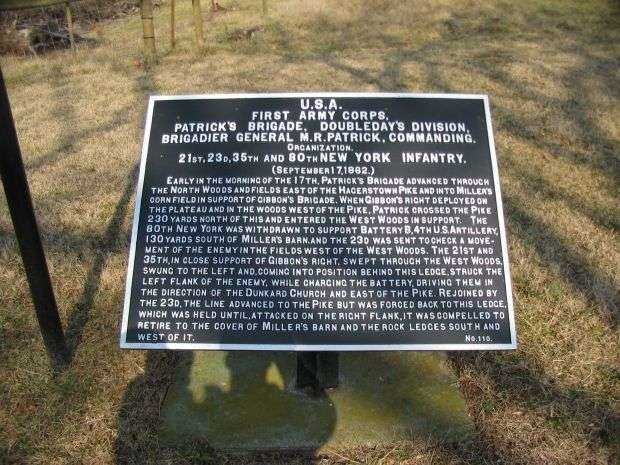 U.S.A.
FIRST ARMY CORPS,
PATRICK'S BRIGADE, DOUBLEDAY'S DIVISION,
BRIGADIER GENERAL M.R. PATRICK, COMMANDING.
ORGANIZATION.
21ST, 23D, 35TH AND 80TH NEW YORK INFANTRY.
(SEPTEMBER 17, 1862.)
EARLY IN THE MORNING OF THE 17TH, PATRICK'S BRIGADE ADVANCED THROUGH
THE NORTH WOODS AND FIELDS EAST OF THE HAGERSTOWN PIKE AND INTO MILLER'S
CORNFIELD IN SUPPORT OF GIBBON'S BRIGADE. WHEN GIBBON'S RIGHT DEPLOYED ON
THE PLATEAU AND IN THE WOODS WEST OF THE PIKE, PATRICK CROSSED THE PIKE
230 YARDS NORTH OF THIS AND ENTERED THE WEST WOODS IN SUPPORT. THE
80TH NEW YORK WAS WITHDRAWN TO SUPPORT BATTERY B, 4TH U.S. ARTILLERY,
130 YARDS SOUTH OF MILLER'S BARN. AND THE 23D WAS SENT TO CHECK A MOVE-
MENT OF THE ENEMY IN THE FIELDS WEST OF THE WEST WOODS. THE 21ST AND
35TH, IN CLOSE SUPPORT OF GIBBON'S RIGHT, SWEPT THROUGH THE WEST WOODS,
SWUNG TO THE LEFT AND, COMING INTO POSITION BEHIND THIS LEDGE, STRUCK THE
LEFT FLANK OF THE ENEMY, WHILE CHARGING THE BATTERY, DRIVING THEM IN
THE DIRECTION OF THE DUNKARD CHURCH AND EAST OF THE PIKE. REJOINED BY
THE 23D, THE LINE ADVANCED TO THE PIKE BUT WAS FORCED BACK TO THIS LEDGE,
WHICH WAS HELD UNTIL, ATTACKED ON THE RIGHT FLANK, IT WAS COMPELLED TO
RETIRE TO THE COVER OF MILLER'S BARN AND THE ROCK LEDGES SOUTH AND
WEST OF IT. NO. 110.